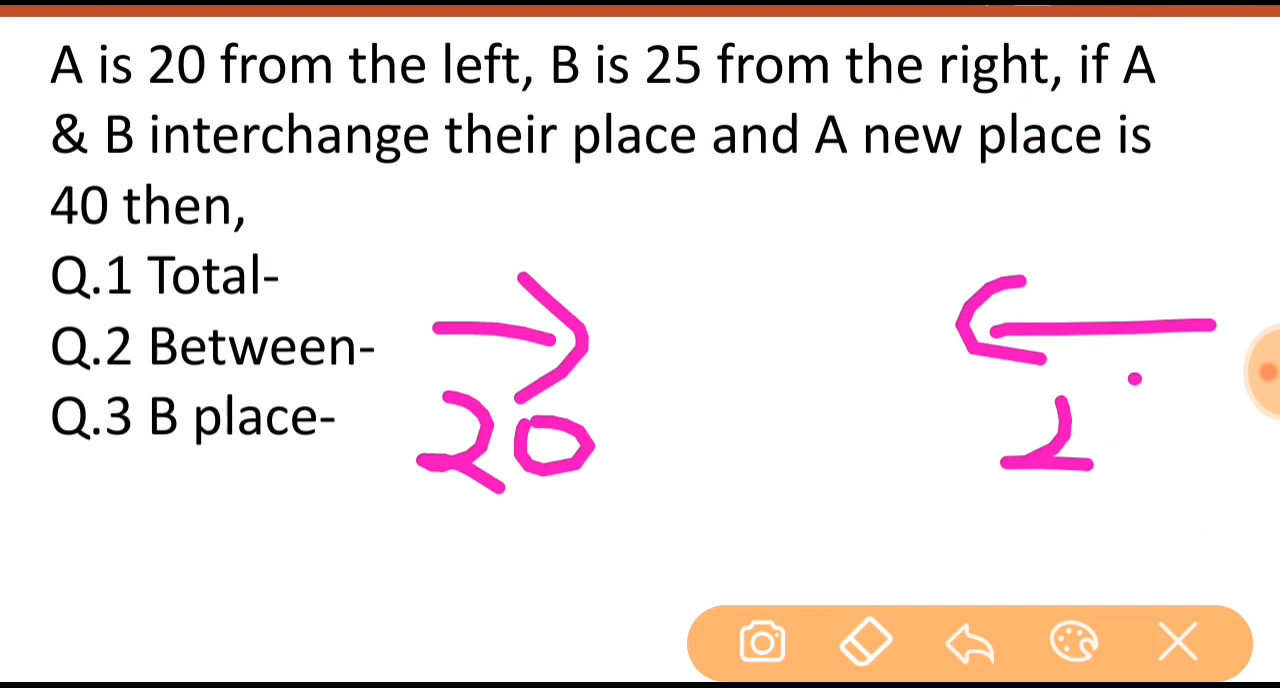 A is 20 from the left, B is 25 from the right, if A
& B interchange their place and A new place is
40 then,
Q.1 Total-
Q.2 Between-
Q.3 B place-
20
2